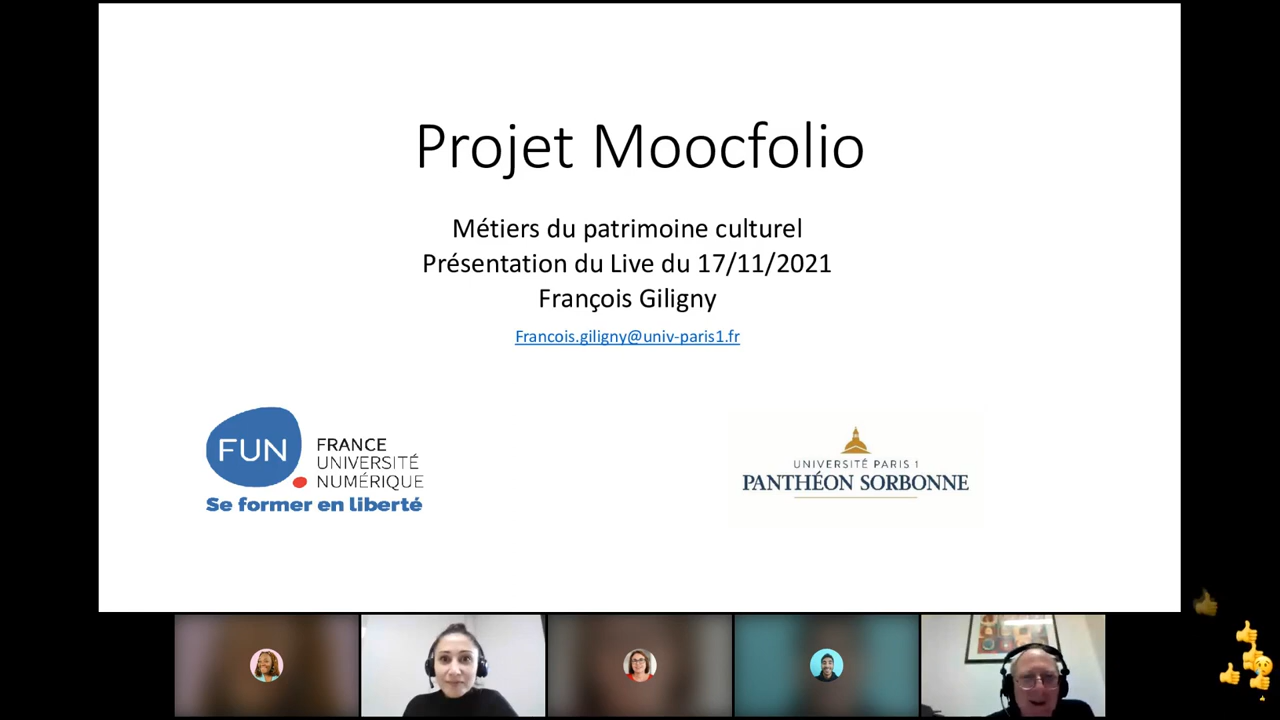 Projet Moocfolio
Métiers du patrimoine culturel
Présentation du Live du 17/11/2021
François Giligny
Francois.giligny@univ-paris1.fr
FUN
FRANCE
UNIVERSITÉ
NUMÉRIQUE
Se former en liberté
UNIVERSITÉ PARIS 1
PANTHÉON SORBONNE